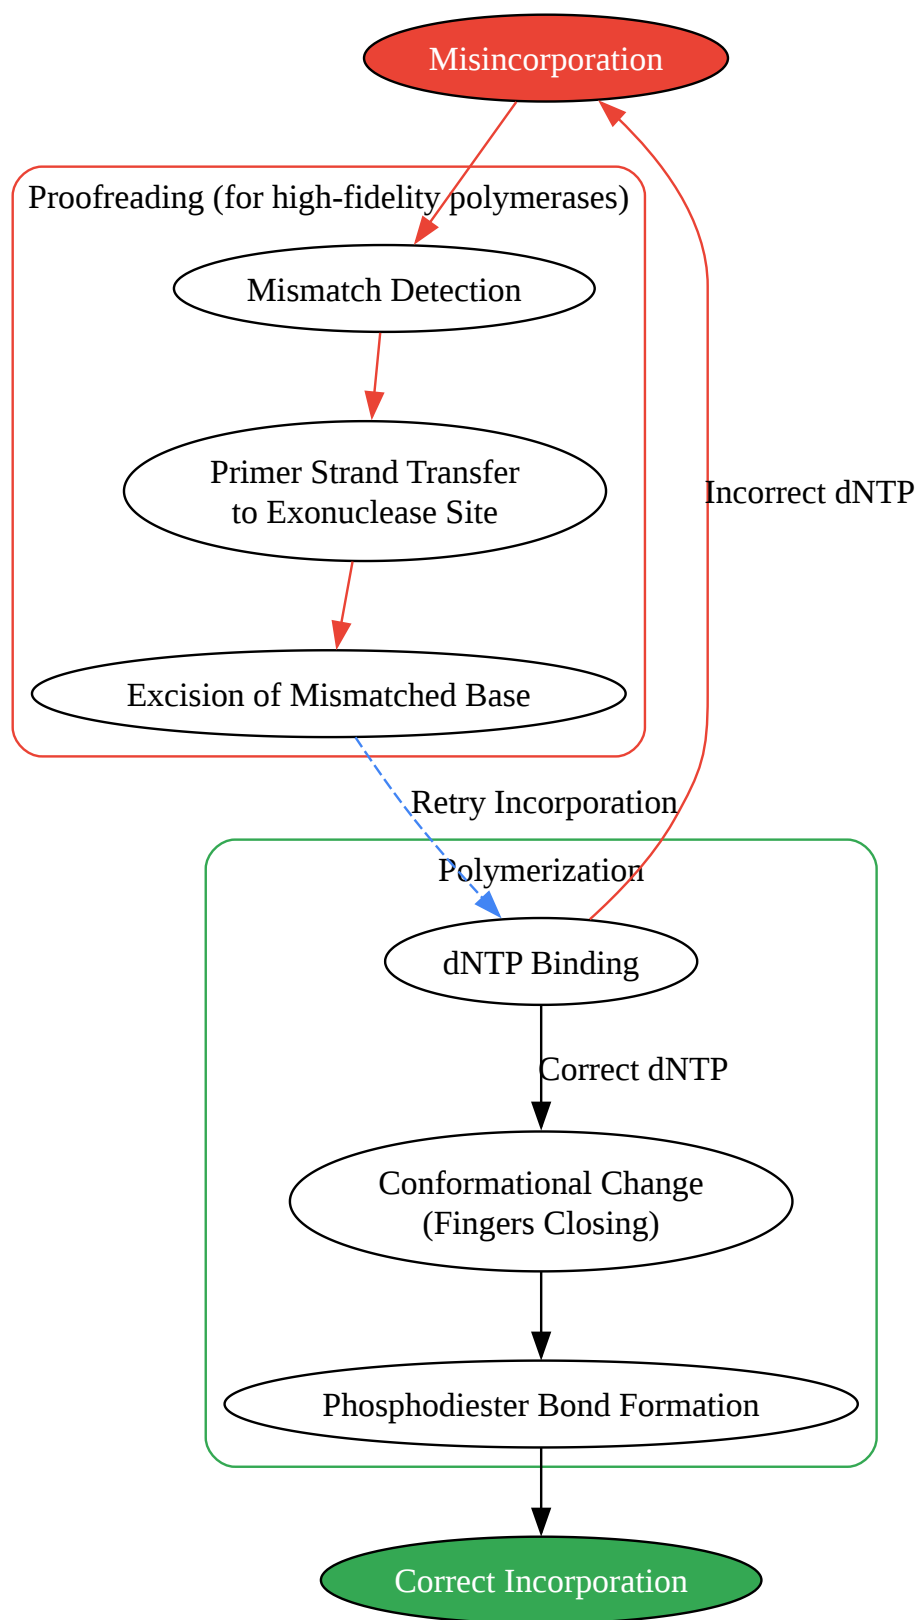 Misincorporation
Proofreading (for high-fidelity polymerases)
Mismatch Detection
Primer Strand Transfer
to Exonuclease Site
Incorrect dNTP
Excision of Mismatched Base
Retry Incorporation
Polymerization
dNTP Binding
Correct dNTP
Conformational Change
(Fingers Closing)
Phosphodiester Bond Formation
Correct Incorporation